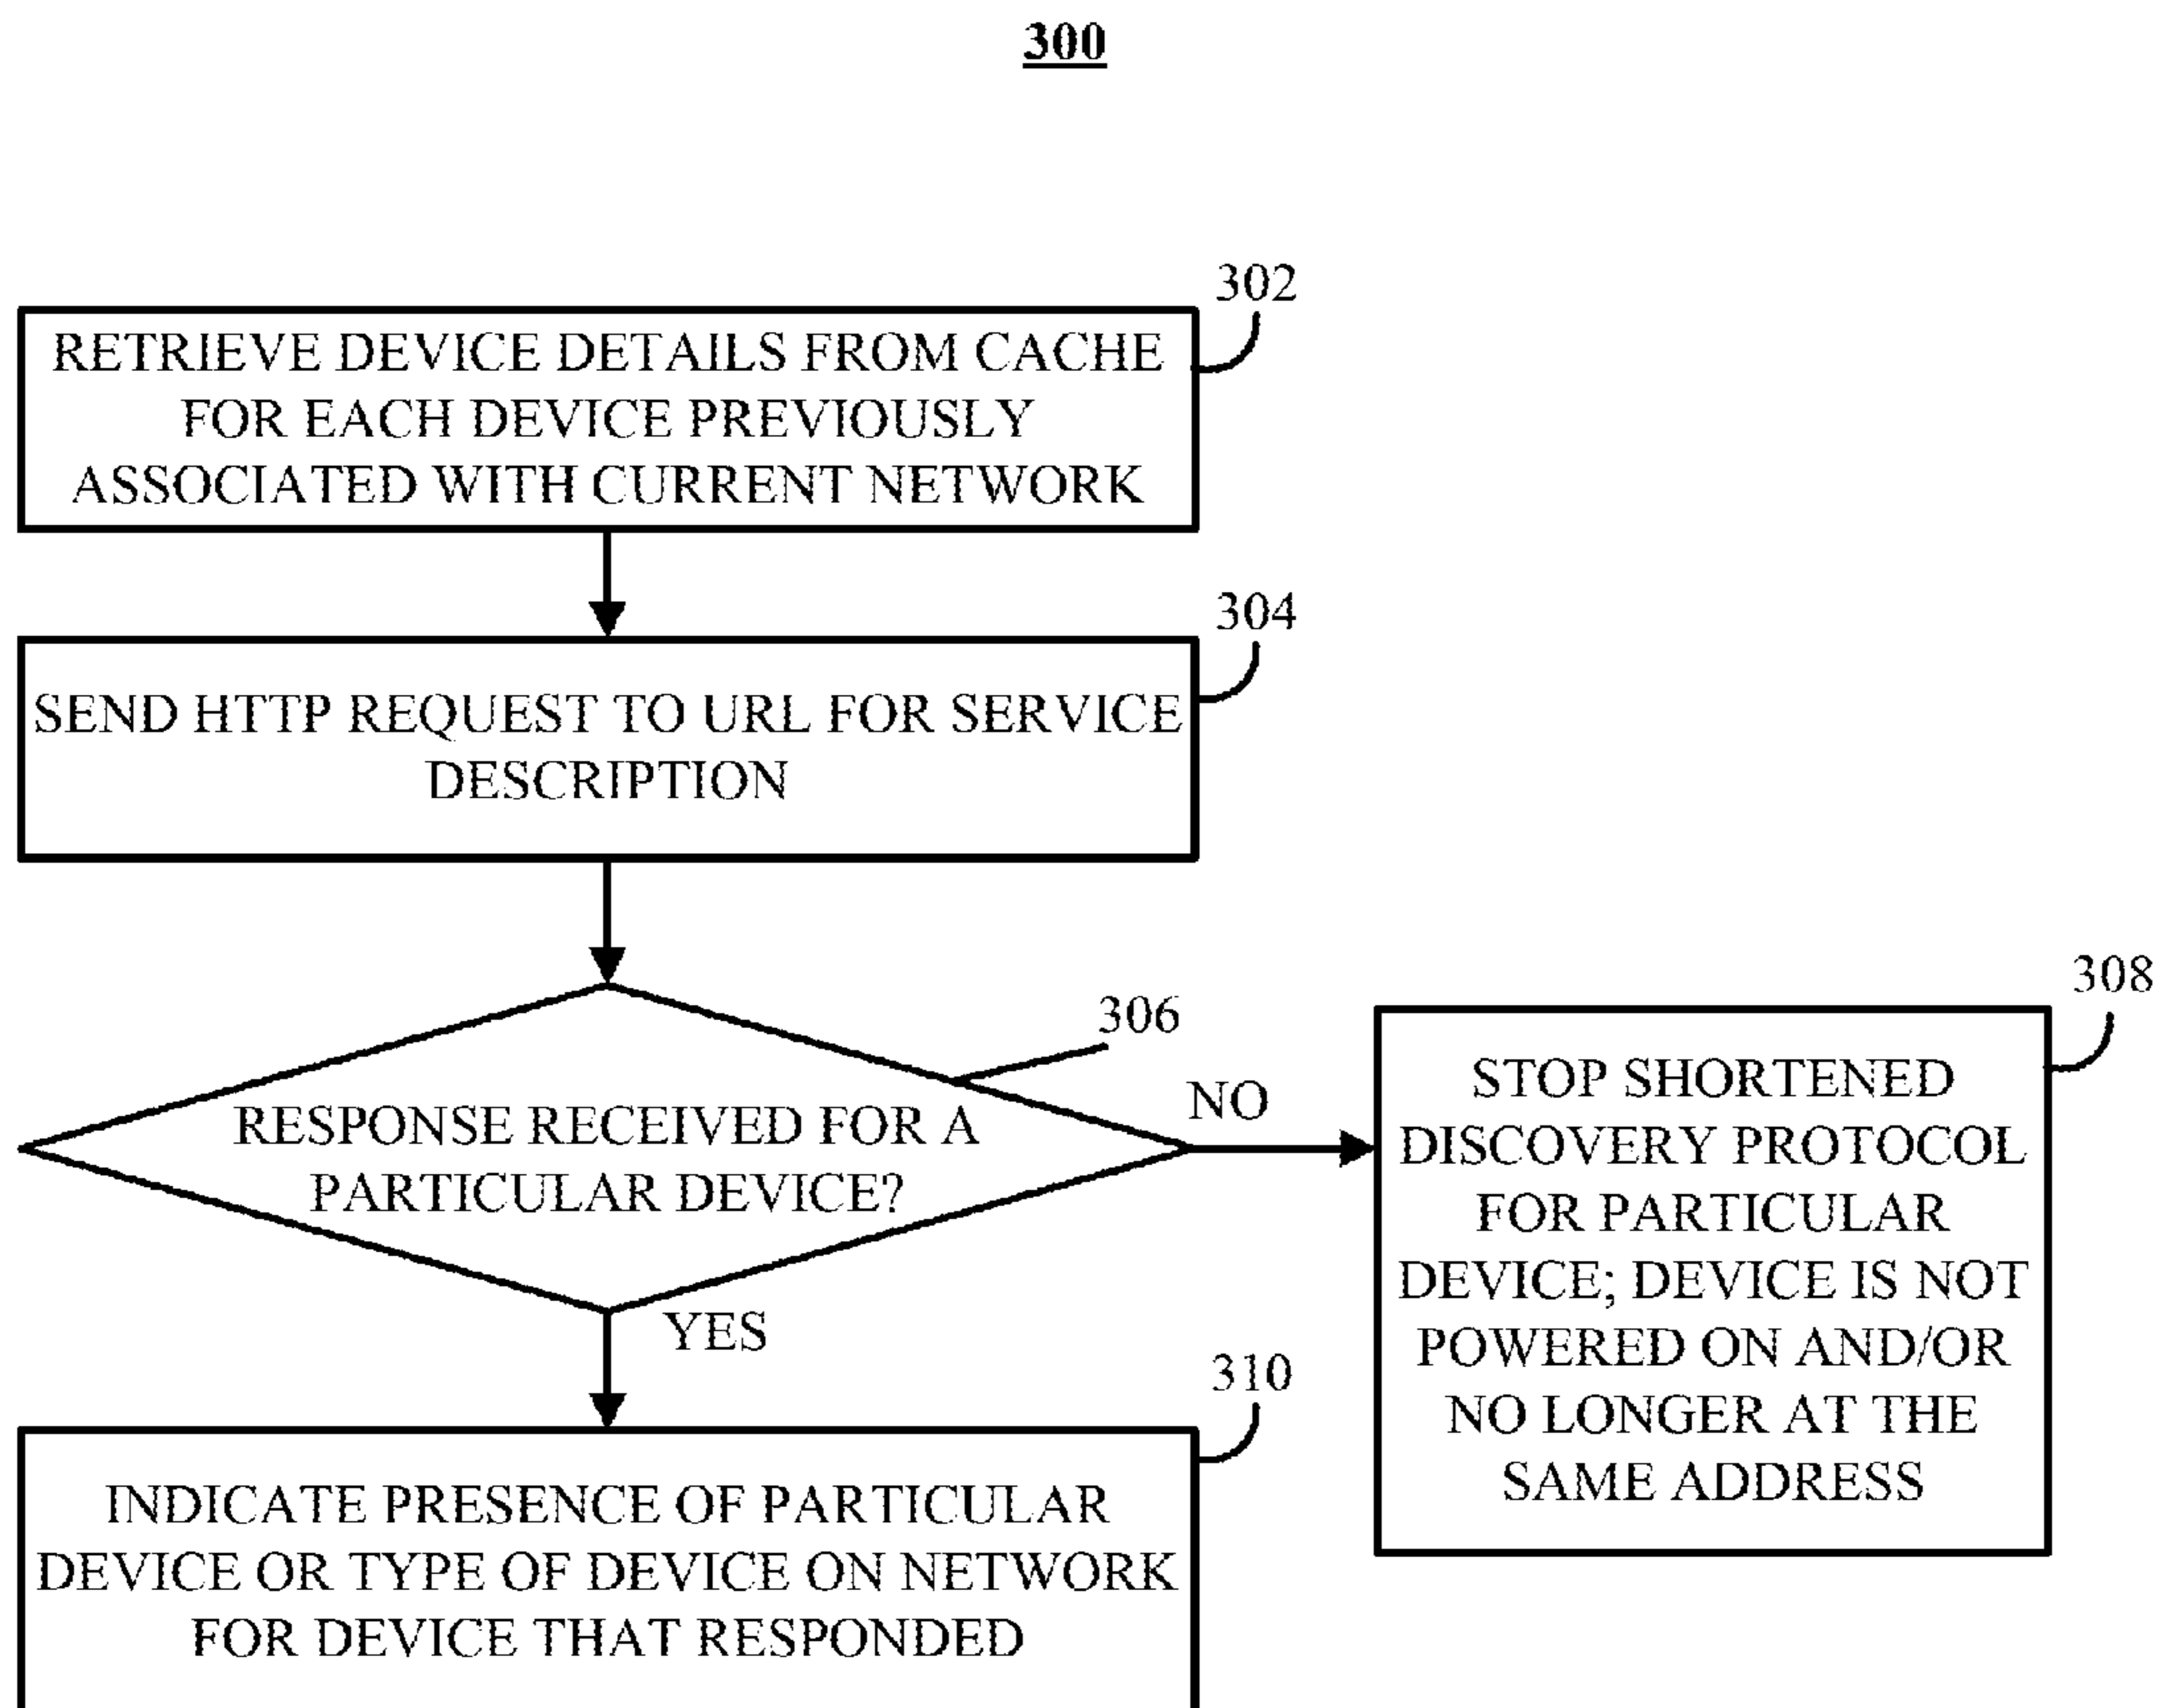 300
302
RETRIEVE DEVICE DETAILS FROM CACHE
FOR EACH DEVICE PREVIOUSLY
ASSOCIATED WITH CURRENT NETWORK
304
SEND HTTP REQUEST TO URL FOR SERVICE
DESCRIPTION
306
RESPONSE RECEIVED FOR A
PARTICULAR DEVICE?
NO
308
STOP SHORTENED
DISCOVERY PROTOCOL
FOR PARTICULAR
DEVICE; DEVICE IS NOT
POWERED ON AND/OR
NO LONGER AT THE
SAME ADDRESS
YES
310
INDICATE PRESENCE OF PARTICULAR
DEVICE OR TYPE OF DEVICE ON NETWORK
FOR DEVICE THAT RESPONDED